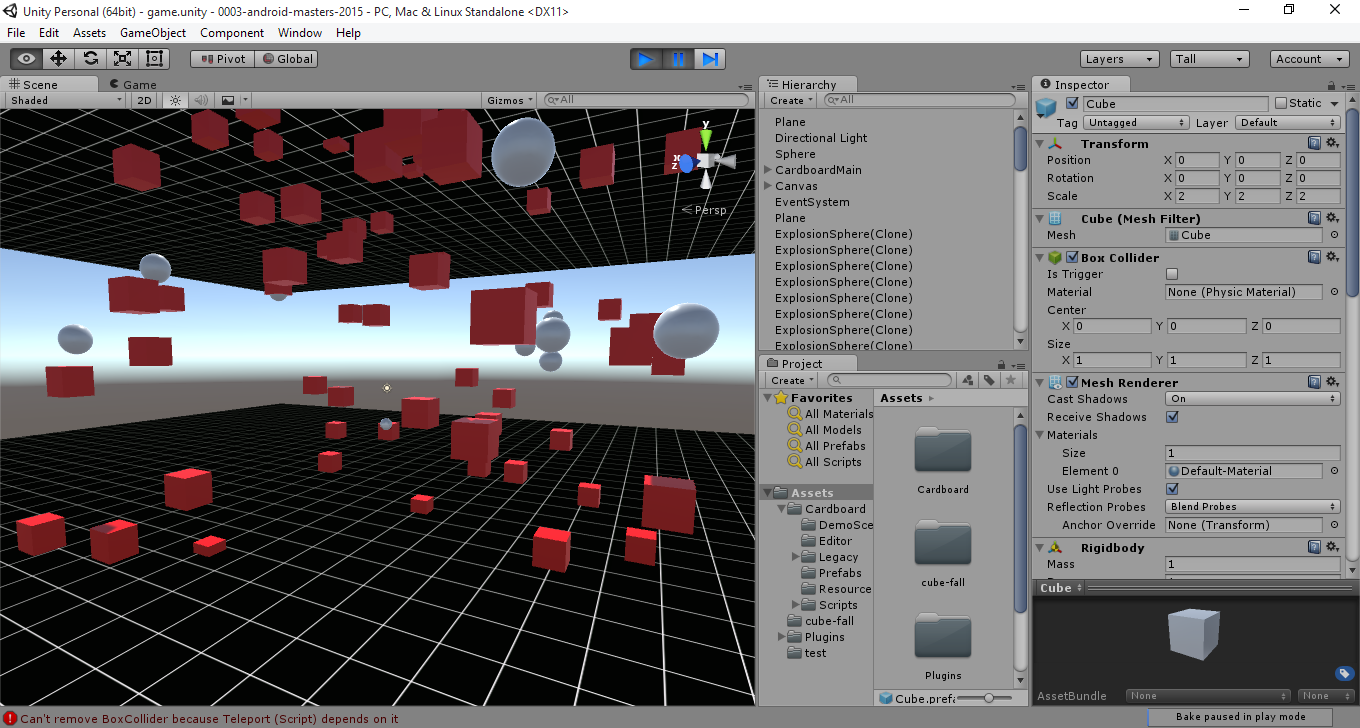 Unity Personal (64bit) - game.unity - 0003-android-masters-2015 - PC, Mac & Linux Standalone <DX11>
File Edit Assets GameObject Component Window Help
Pivot Global
Layers Tall Account
Scene Game
Shaded 2D Gizmos All
y
x
z
Persp
Hierarchy
Create All
Plane
Directional Light
Sphere
CardboardMain
Canvas
EventSystem
Plane
ExplosionSphere(Clone)
ExplosionSphere(Clone)
ExplosionSphere(Clone)
ExplosionSphere(Clone)
ExplosionSphere(Clone)
ExplosionSphere(Clone)
ExplosionSphere(Clone)
ExplosionSphere(Clone)
Project
Create
Favorites
All Materials
All Models
All Prefabs
All Scripts
Assets
Cardboard
DemoSce
Editor
Legacy
Prefabs
Resource
Scripts
cube-fall
Plugins
test
Assets
Cardboard
cube-fall
Plugins
Cube.prefa
Inspector
Cube Static
Tag Untagged Layer Default
Transform
Position X 0 Y 0 Z 0
Rotation X 0 Y 0 Z 0
Scale X 2 Y 2 Z 2
Cube (Mesh Filter)
Mesh Cube
Box Collider
Is Trigger
Material None (Physic Material)
Center
X 0 Y 0 Z 0
Size
X 1 Y 1 Z 1
Mesh Renderer
Cast Shadows On
Receive Shadows
Materials
Size 1
Element 0 Default-Material
Use Light Probes
Reflection Probes Blend Probes
Anchor Override None (Transform)
Rigidbody
Mass 1
Cube
AssetBundle None None
Can't remove BoxCollider because Teleport (Script) depends on it
Bake paused in play mode